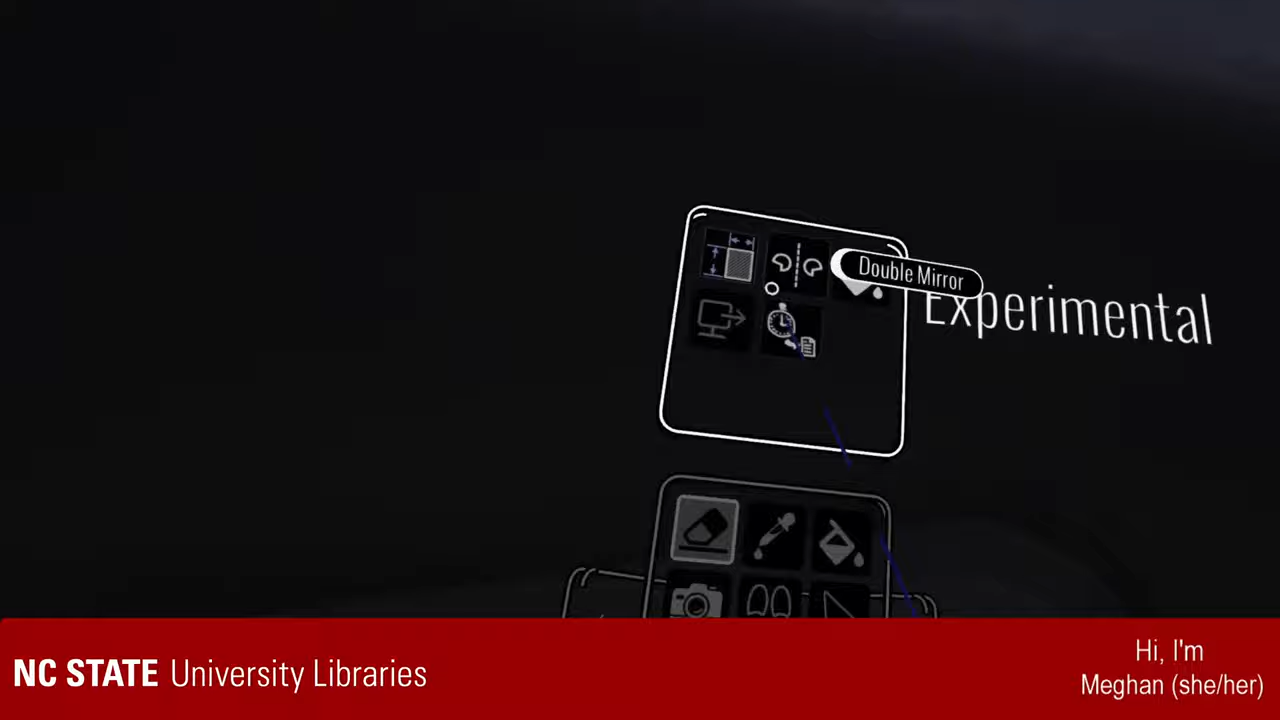 Double Mirror
Experimental
NC STATE University Libraries
Hi, I'm
Meghan (she/her)